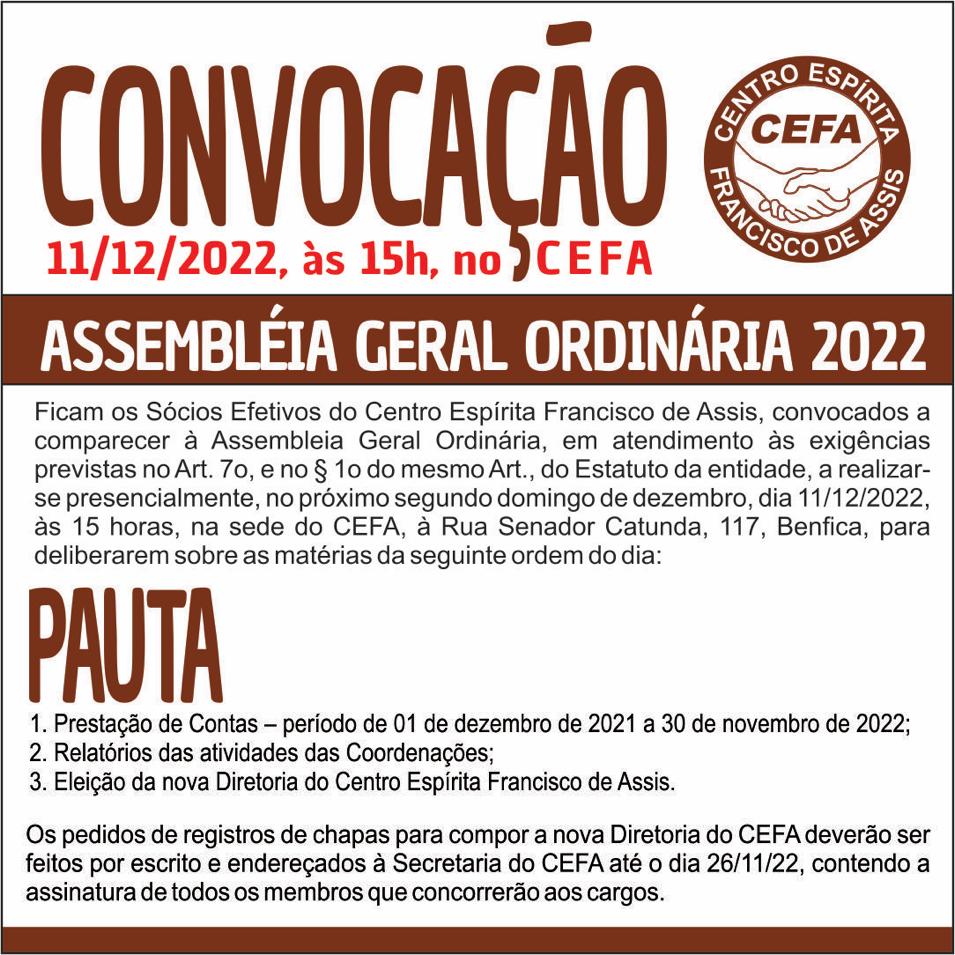 CONVOCAÇÃO
11/12/2022, às 15h, no CEFA
CENTRO ESPÍRITA
CEFA
FRANCISCO DE ASSIS
ASSEMBLÉIA GERAL ORDINÁRIA 2022
Ficam os Sócios Efetivos do Centro Espírita Francisco de Assis, convocados a
comparecer à Assembleia Geral Ordinária, em atendimento às exigências
previstas no Art. 7o, e no § 1o do mesmo Art., do Estatuto da entidade, a realizar-
se presencialmente, no próximo segundo domingo de dezembro, dia 11/12/2022,
às 15 horas, na sede do CEFA, à Rua Senador Catunda, 117, Benfica, para
deliberarem sobre as matérias da seguinte ordem do dia:
PAUTA
1. Prestação de Contas – período de 01 de dezembro de 2021 a 30 de novembro de 2022;
2. Relatórios das atividades das Coordenações;
3. Eleição da nova Diretoria do Centro Espírita Francisco de Assis.
Os pedidos de registros de chapas para compor a nova Diretoria do CEFA deverão ser
feitos por escrito e endereçados à Secretaria do CEFA até o dia 26/11/22, contendo a
assinatura de todos os membros que concorrerão aos cargos.